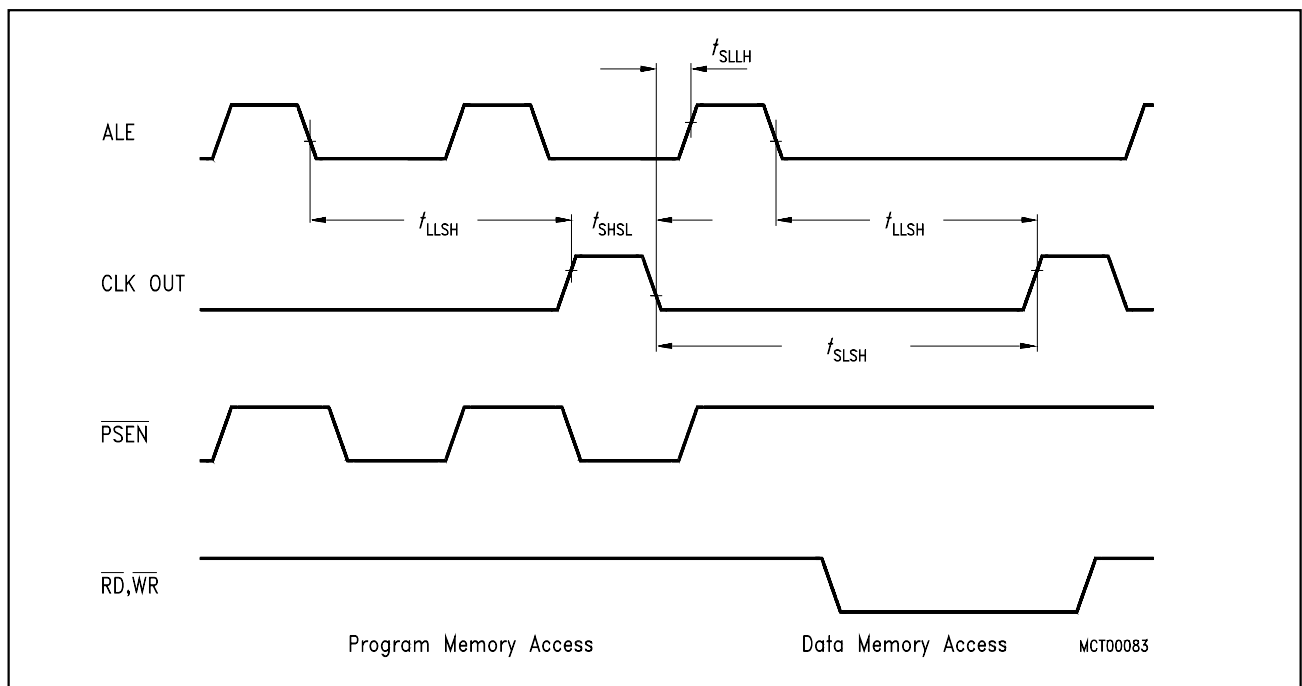 tSLLH
ALE
tLLSH tSHSL tLLSH
CLK OUT
tSLSH
PSEN
RD,WR
Program Memory Access Data Memory Access MCT00083